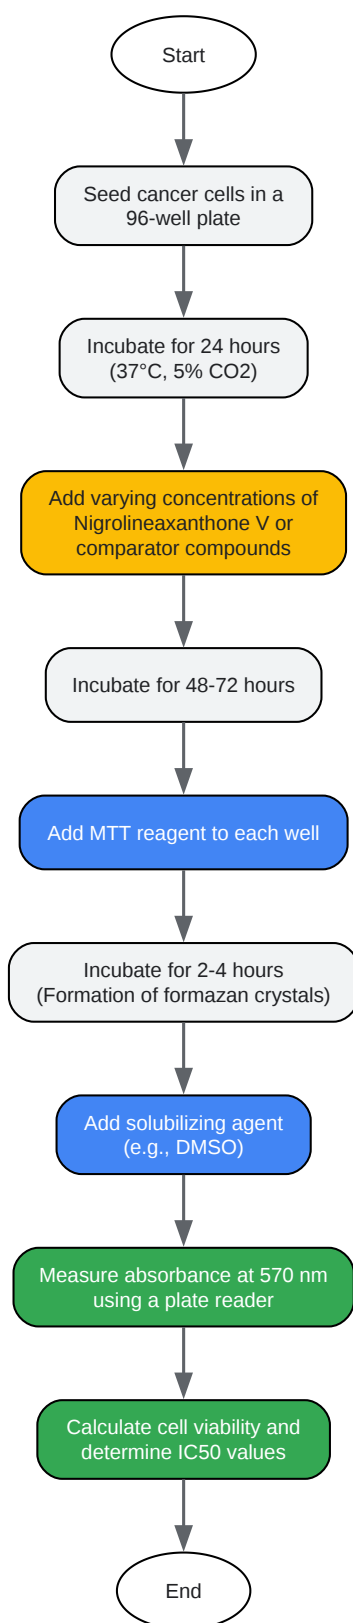 Start
Seed cancer cells in a
96-well plate
Incubate for 24 hours
(37°C, 5% CO2)
Add varying concentrations of
Nigrolineaxanthone V or
comparator compounds
Incubate for 48-72 hours
Add MTT reagent to each well
Incubate for 2-4 hours
(Formation of formazan crystals)
Add solubilizing agent
(e.g., DMSO)
Measure absorbance at 570 nm
using a plate reader
Calculate cell viability and
determine IC50 values
End